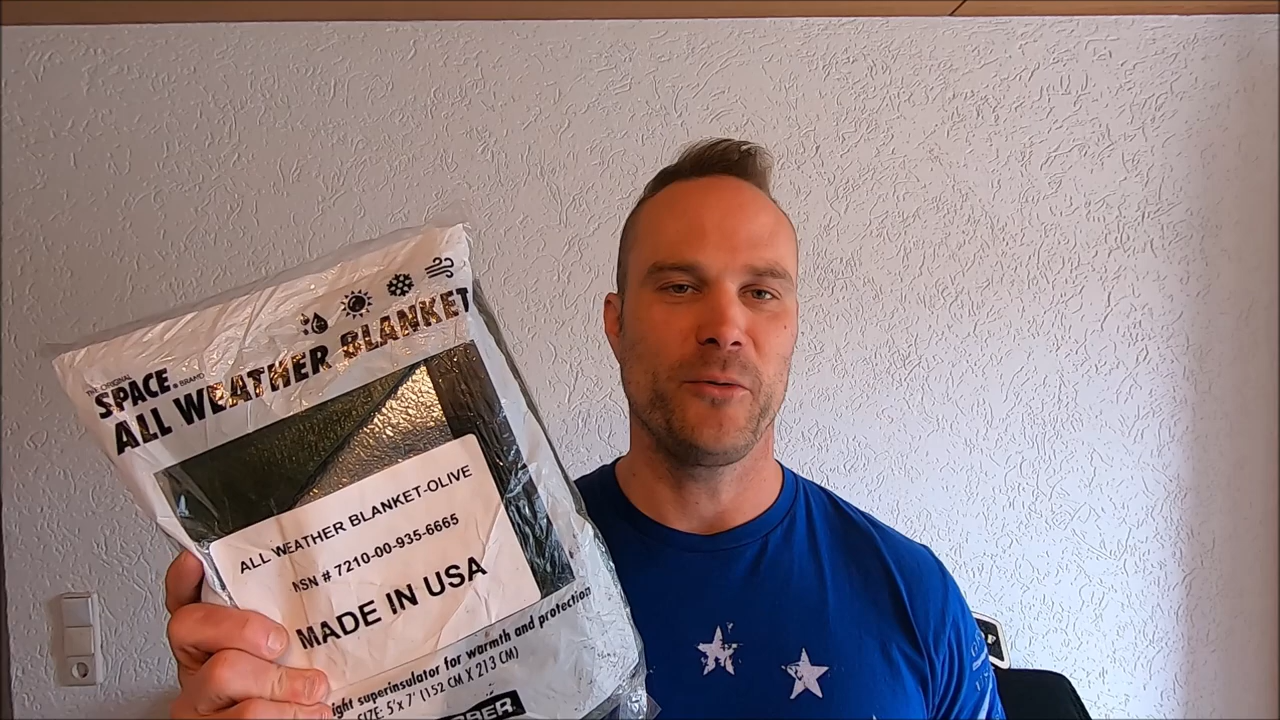 THE ORIGINAL
SPACE® BRAND
ALL WEATHER BLANKET
ALL WEATHER BLANKET-OLIVE
NSN # 7210-00-935-6665
MADE IN USA
superinsulator for warmth and protection
SIZE: 5' x 7' (152 CM X 213 CM)